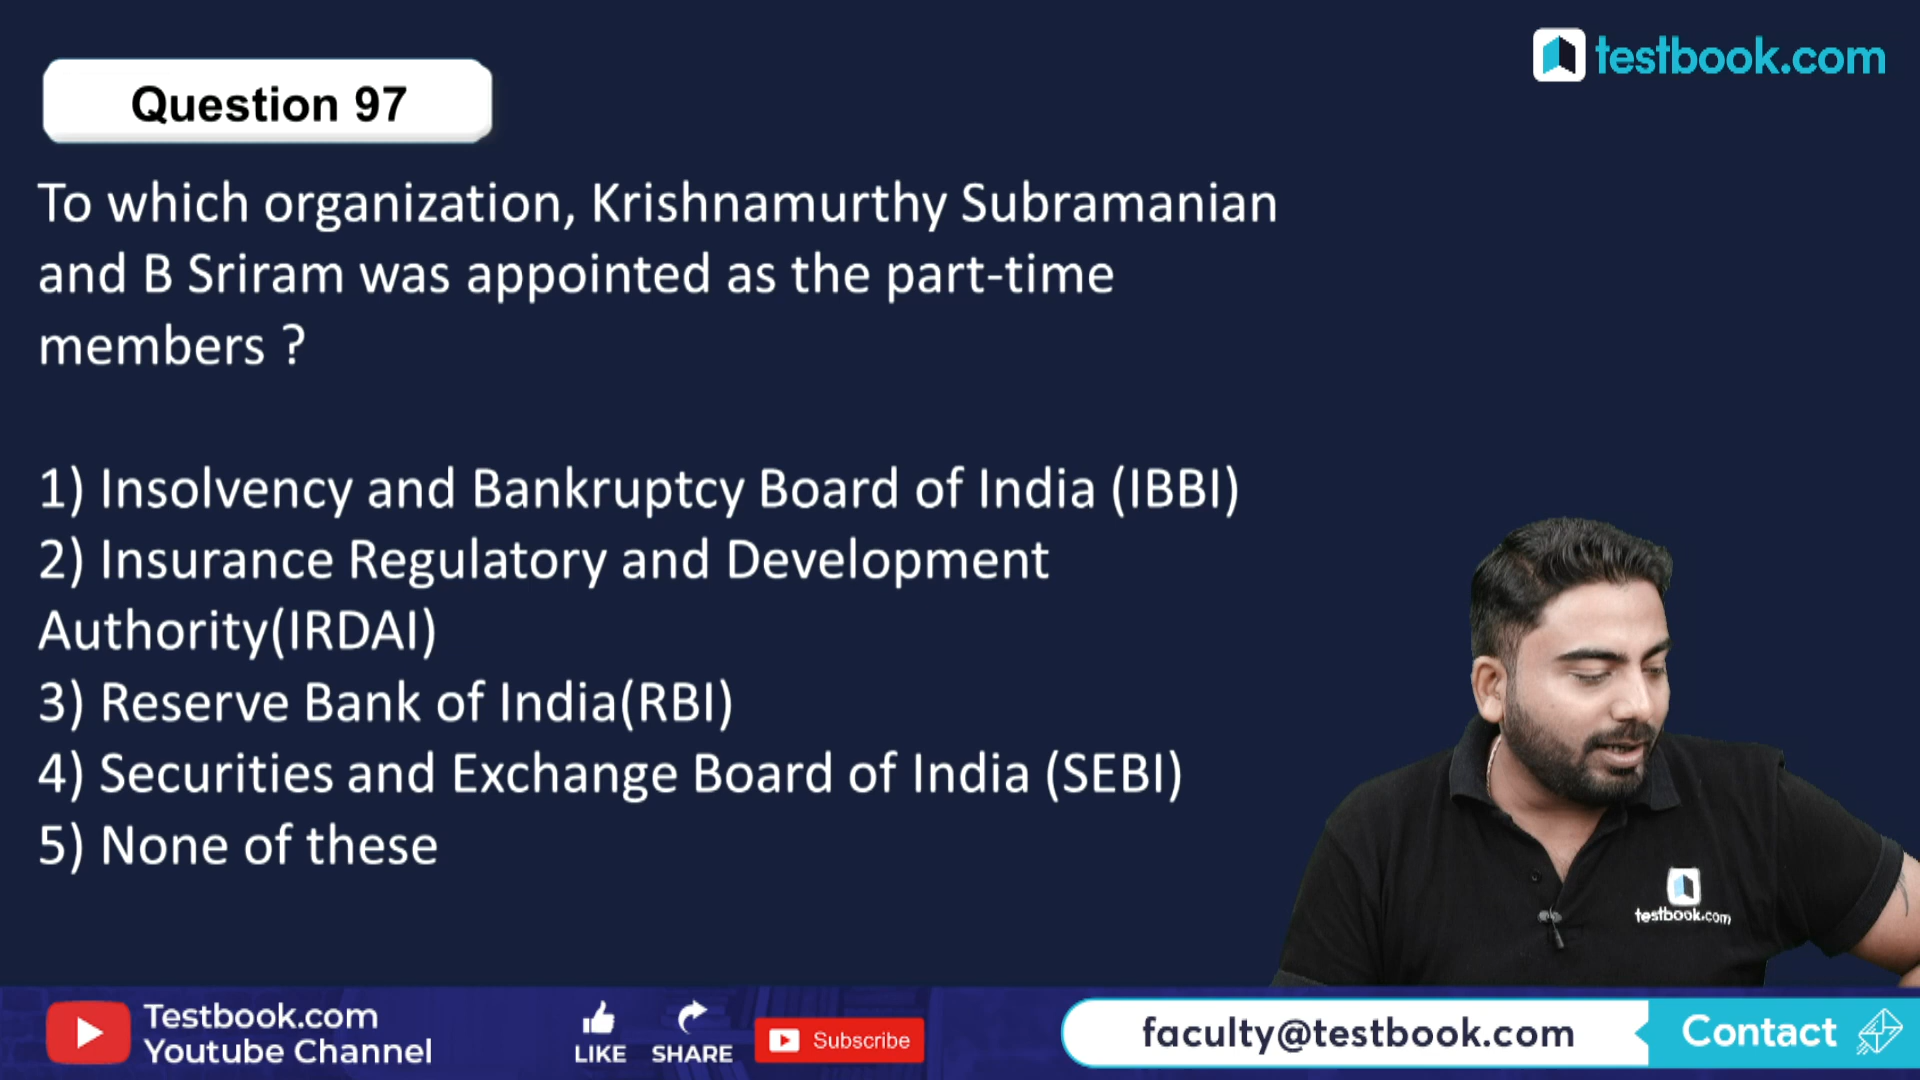 testbook.com
Question 97
To which organization, Krishnamurthy Subramanian
and B Sriram was appointed as the part-time
members ?
1) Insolvency and Bankruptcy Board of India (IBBI)
2) Insurance Regulatory and Development
Authority(IRDAI)
3) Reserve Bank of India(RBI)
4) Securities and Exchange Board of India (SEBI)
5) None of these
testbook.com
Testbook.com
Youtube Channel
LIKE
SHARE
Subscribe
faculty@testbook.com
Contact